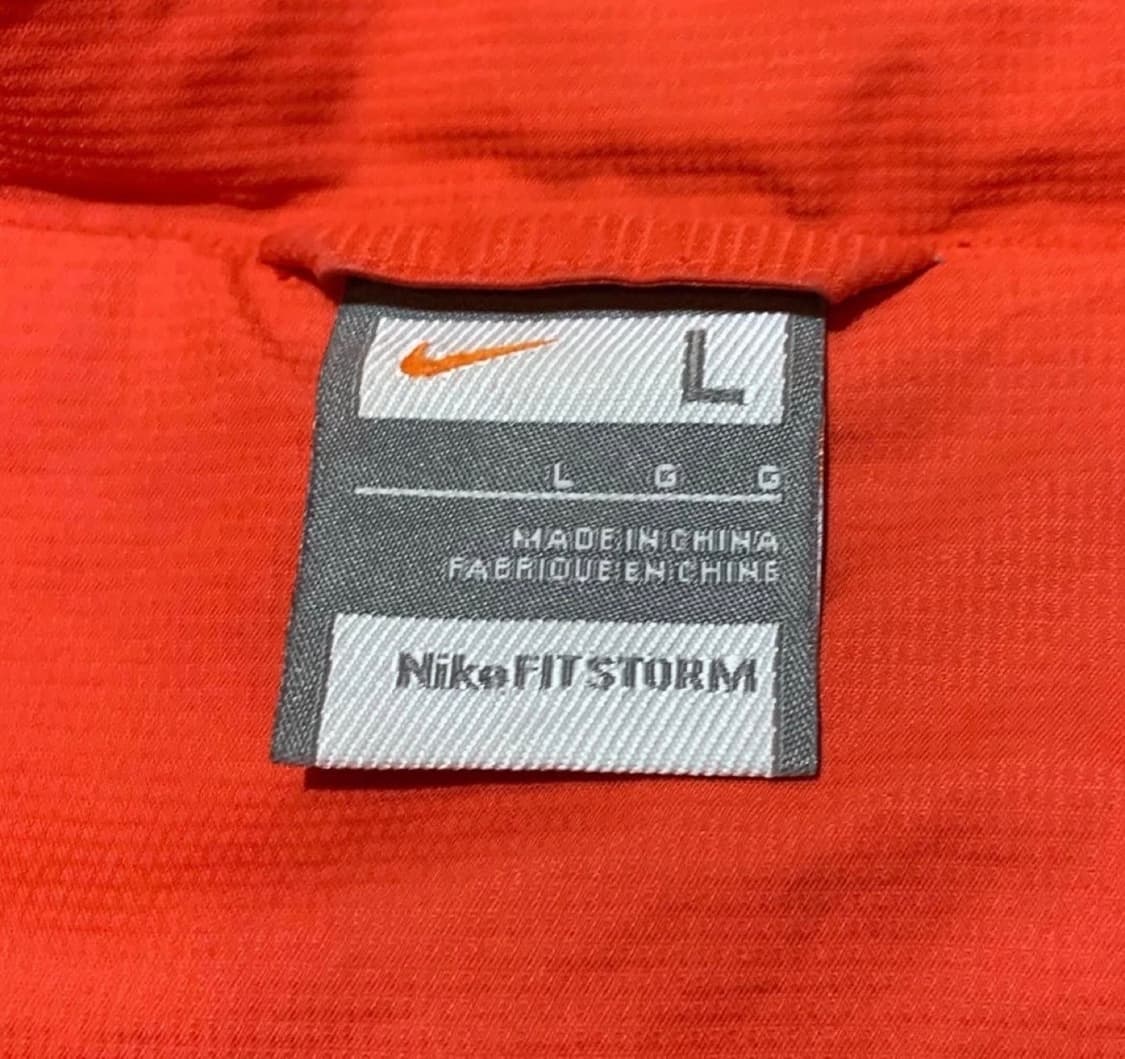 L
L G G
MADE IN CHINA
FABRIQUE EN CHINE
NikeFITSTORM